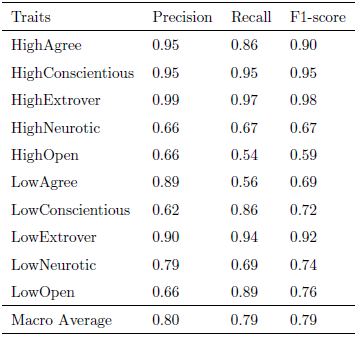 Traits Precision Recall F1-score
HighAgree 0.95 0.86 0.90
HighConscientious 0.95 0.95 0.95
HighExtrover 0.99 0.97 0.98
HighNeurotic 0.66 0.67 0.67
HighOpen 0.66 0.54 0.59
LowAgree 0.89 0.56 0.69
LowConscientious 0.62 0.86 0.72
LowExtrover 0.90 0.94 0.92
LowNeurotic 0.79 0.69 0.74
LowOpen 0.66 0.89 0.76
Macro Average 0.80 0.79 0.79